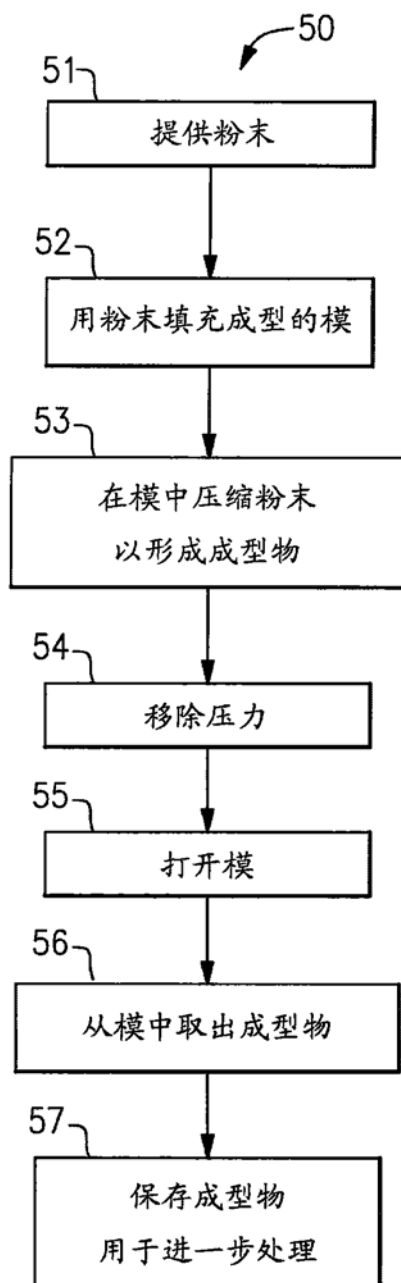 50
51
提供粉末
52
用粉末填充成型的模
53
在模中压缩粉末
以形成成型物
54
移除压力
55
打开模
56
从模中取出成型物
57
保存成型物
用于进一步处理